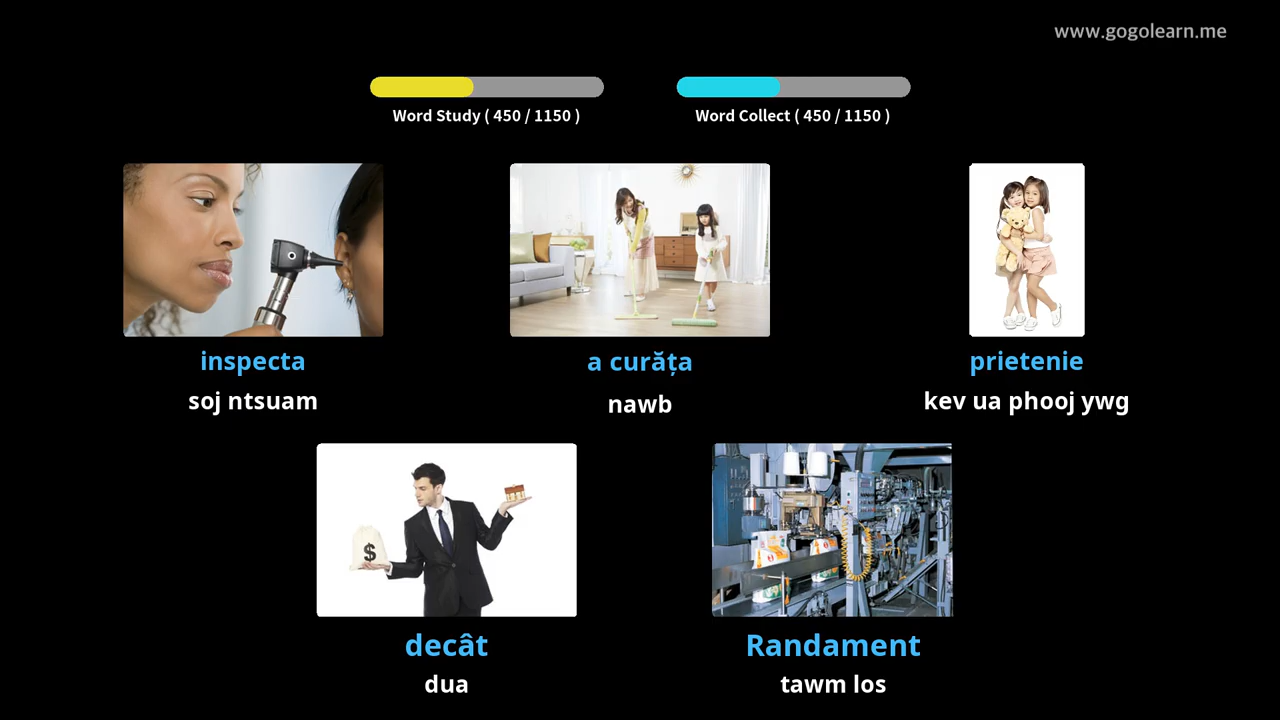 www.gogolearn.me
Word Study ( 450 / 1150 )
Word Collect ( 450 / 1150 )
inspecta
soj ntsuam
a curăța
nawb
prietenie
kev ua phooj ywg
$
decât
dua
Randament
tawm los